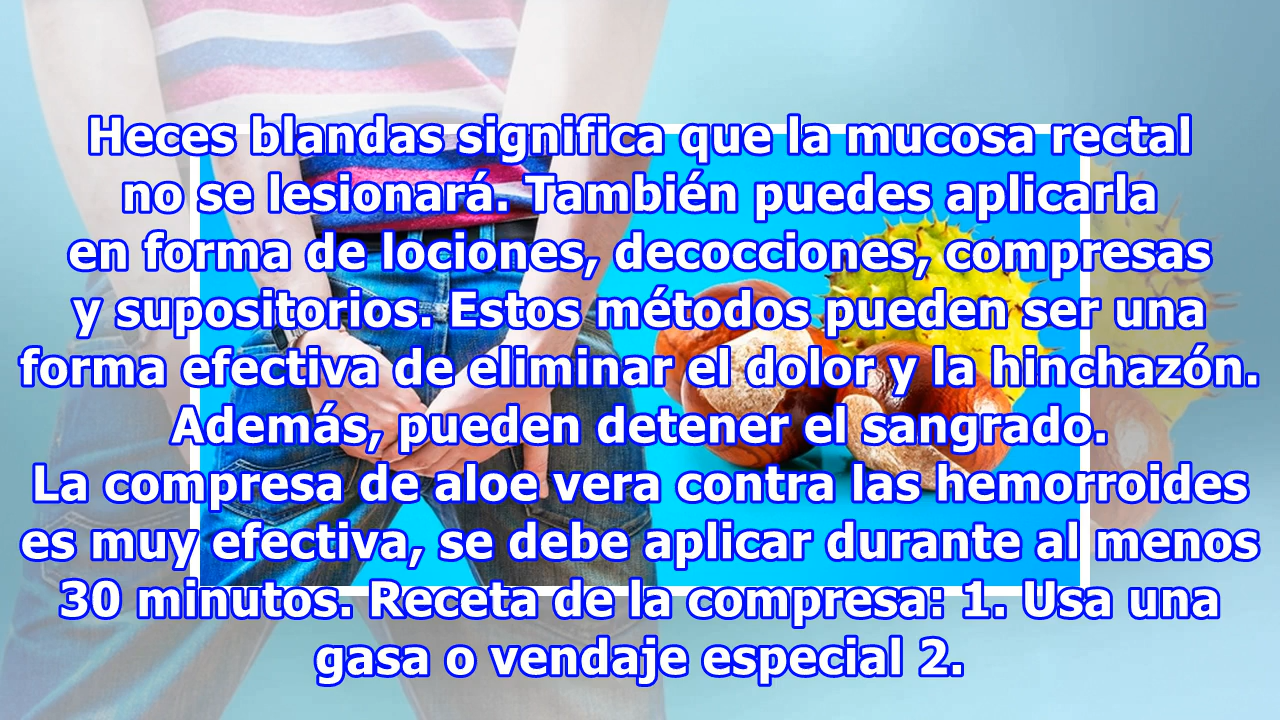 Heces blandas significa que la mucosa rectal
no se lesionará. También puedes aplicarla
en forma de lociones, decocciones, compresas
y supositorios. Estos métodos pueden ser una
forma efectiva de eliminar el dolor y la hinchazón.
Además, pueden detener el sangrado.
La compresa de aloe vera contra las hemorroides
es muy efectiva, se debe aplicar durante al menos
30 minutos. Receta de la compresa: 1. Usa una
gasa o vendaje especial 2.